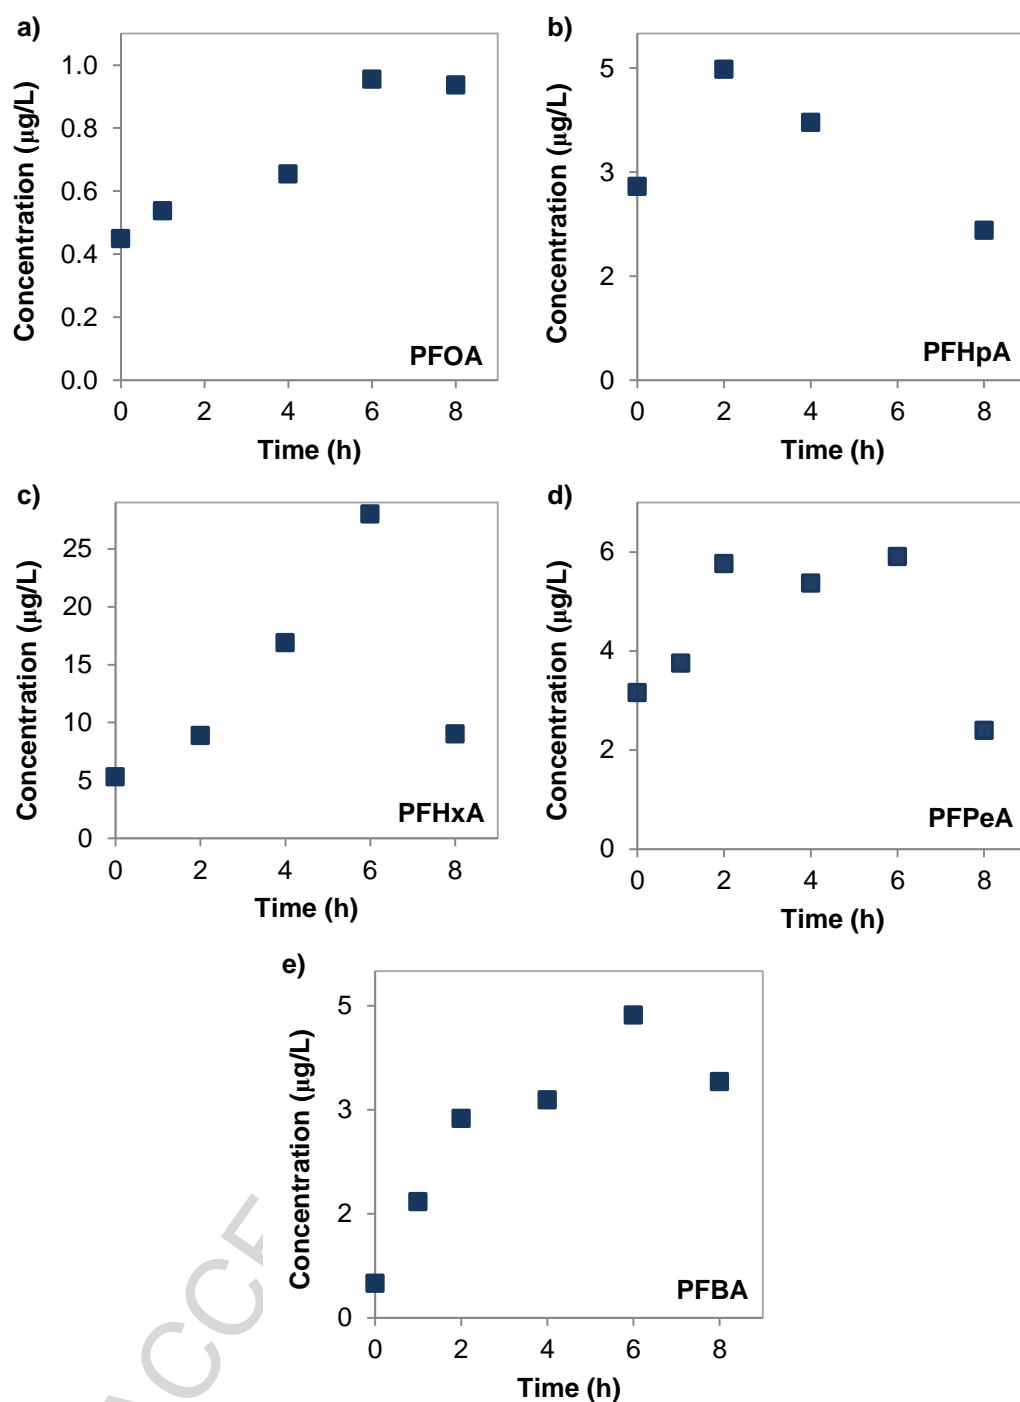 a)
Concentration (µg/L)
1.0
0.8
0.6
0.4
0.2
0.0
0 2 4 6 8
Time (h)
PFOA
b)
Concentration (µg/L)
5
3
2
0
0 2 4 6 8
Time (h)
PFHpA
c)
Concentration (µg/L)
25
20
15
10
5
0
0 2 4 6 8
Time (h)
PFHxA
d)
Concentration (µg/L)
6
4
2
0
0 2 4 6 8
Time (h)
PFPeA
e)
Concentration (µg/L)
5
3
2
0
0 2 4 6 8
Time (h)
PFBA
ACCE